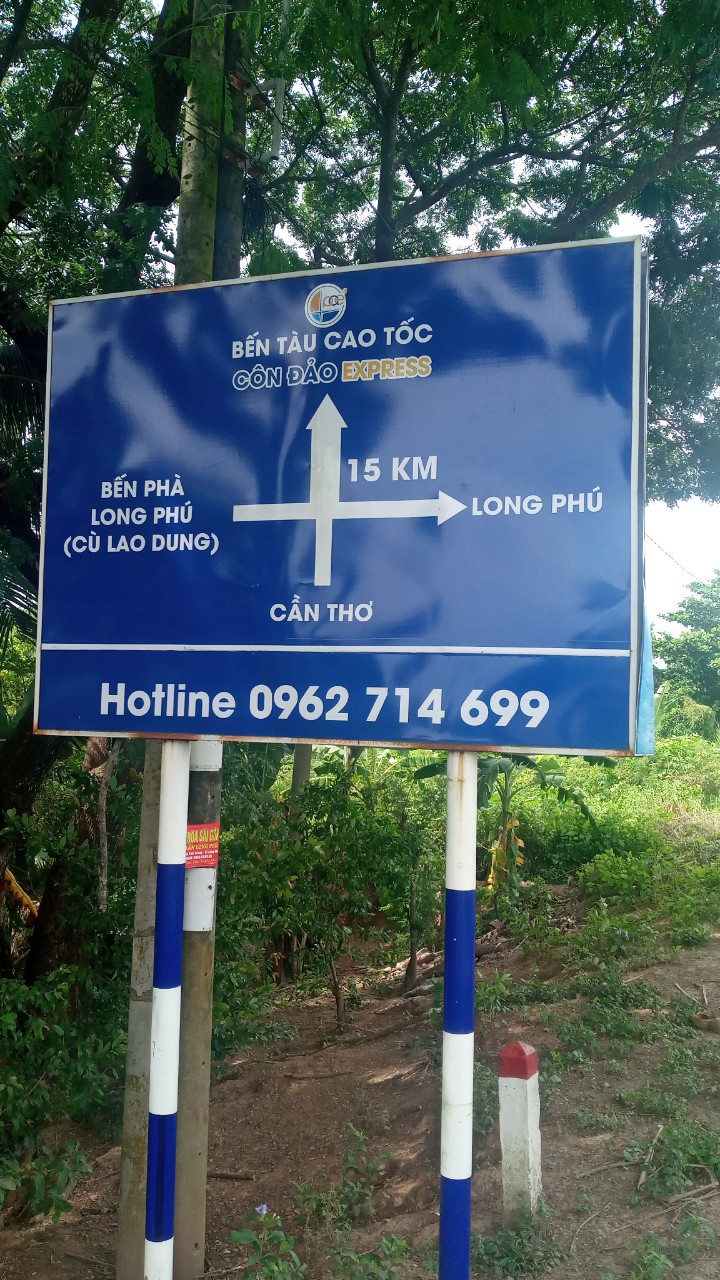 BẾN TÀU CAO TỐC
CÔN ĐẢO EXPRESS
15 KM
BẾN PHÀ
LONG PHÚ
(CÙ LAO DUNG)
LONG PHÚ
CẦN THƠ
Hotline 0962 714 699